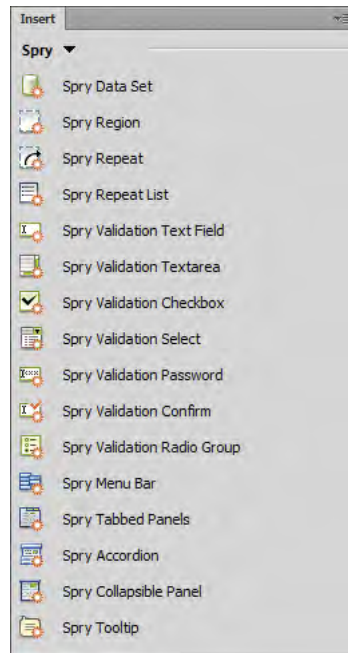 Insert
Spry
Spry Data Set
Spry Region
Spry Repeat
Spry Repeat List
Spry Validation Text Field
Spry Validation Textarea
Spry Validation Checkbox
Spry Validation Select
Spry Validation Password
Spry Validation Confirm
Spry Validation Radio Group
Spry Menu Bar
Spry Tabbed Panels
Spry Accordion
Spry Collapsible Panel
Spry Tooltip